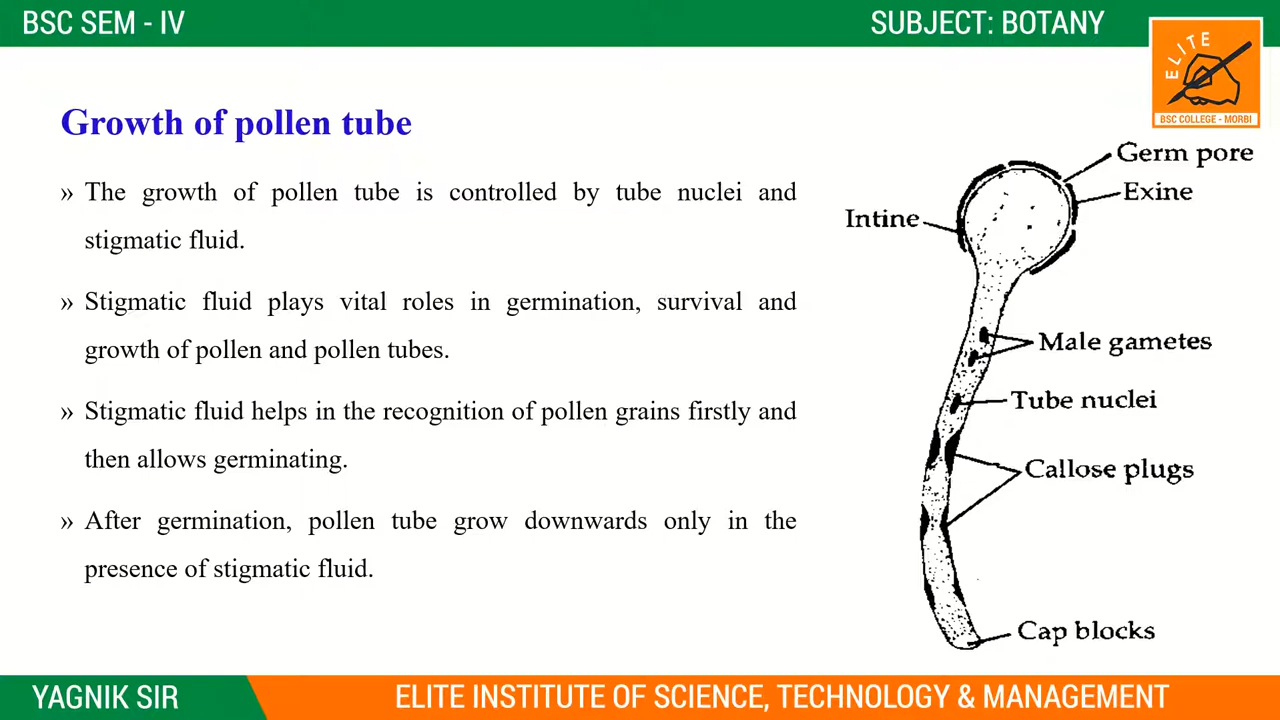 BSC SEM - IV
SUBJECT: BOTANY
ELITE
BSC COLLEGE - MORBI
Growth of pollen tube
» The growth of pollen tube is controlled by tube nuclei and
stigmatic fluid.
» Stigmatic fluid plays vital roles in germination, survival and
growth of pollen and pollen tubes.
» Stigmatic fluid helps in the recognition of pollen grains firstly and
then allows germinating.
» After germination, pollen tube grow downwards only in the
presence of stigmatic fluid.
Germ pore
Exine
Intine
Male gametes
Tube nuclei
Callose plugs
Cap blocks
YAGNIK SIR
ELITE INSTITUTE OF SCIENCE, TECHNOLOGY & MANAGEMENT